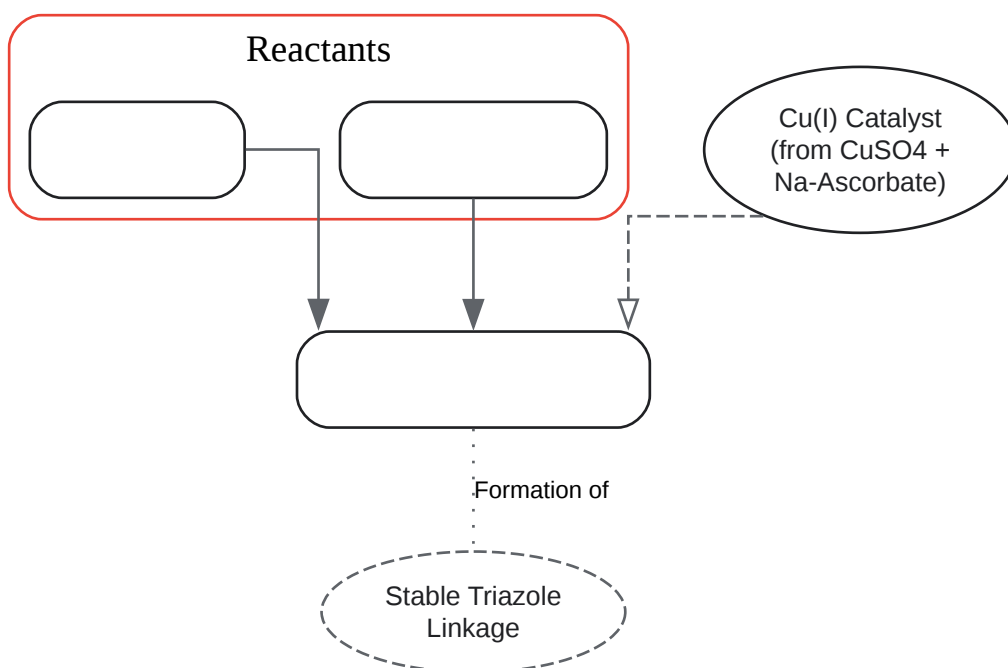 Reactants
Cu(I) Catalyst
(from CuSO4 +
Na-Ascorbate)
Formation of
Stable Triazole
Linkage